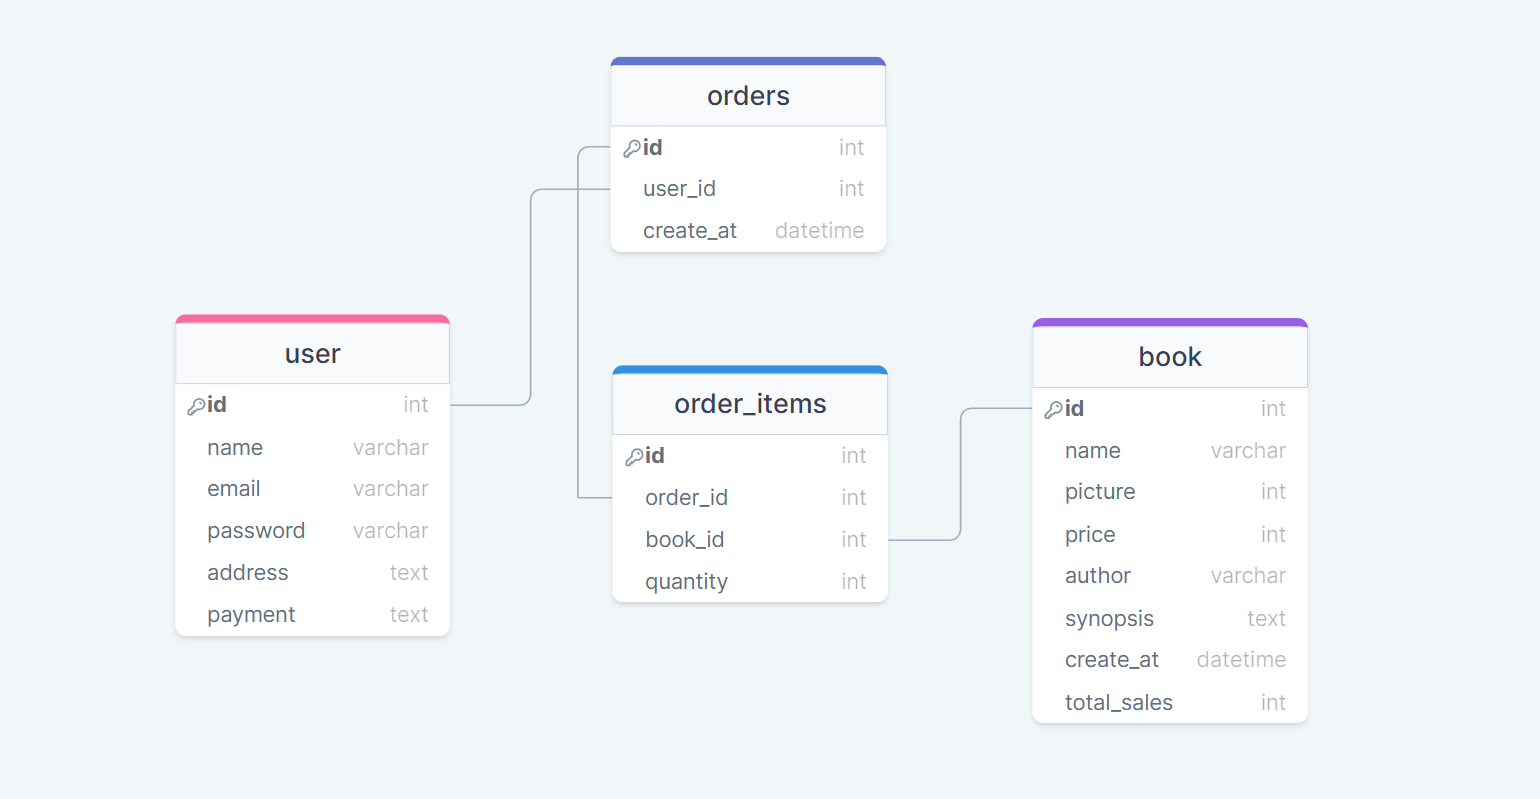 orders
id int
user_id int
create_at datetime
user
id int
name varchar
email varchar
password varchar
address text
payment text
order_items
id int
order_id int
book_id int
quantity int
book
id int
name varchar
picture int
price int
author varchar
synopsis text
create_at datetime
total_sales int